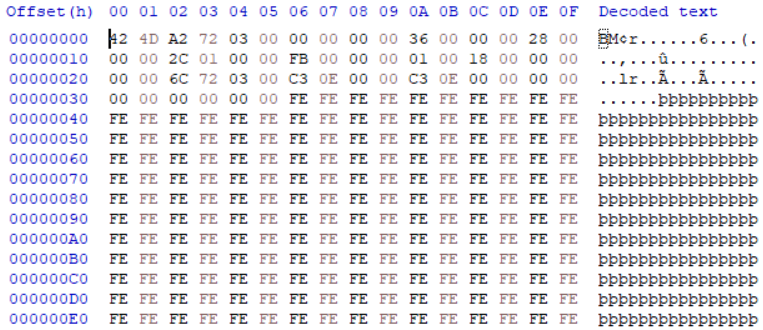 Offset(h) 00 01 02 03 04 05 06 07 08 09 0A 0B 0C 0D 0E 0F Decoded text
00000000 42 4D A2 72 03 00 00 00 00 00 36 00 00 00 28 00 BM¢r......6...(.
00000010 00 00 2C 01 00 00 FB 00 00 00 01 00 18 00 00 00 ..,...û.........
00000020 00 00 6C 72 03 00 C3 0E 00 00 C3 0E 00 00 00 00 ..lr..Ã...Ã.....
00000030 00 00 00 00 00 00 FE FE FE FE FE FE FE FE FE FE ......þþþþþþþþþþ
00000040 FE FE FE FE FE FE FE FE FE FE FE FE FE FE FE FE þþþþþþþþþþþþþþþþ
00000050 FE FE FE FE FE FE FE FE FE FE FE FE FE FE FE FE þþþþþþþþþþþþþþþþ
00000060 FE FE FE FE FE FE FE FE FE FE FE FE FE FE FE FE þþþþþþþþþþþþþþþþ
00000070 FE FE FE FE FE FE FE FE FE FE FE FE FE FE FE FE þþþþþþþþþþþþþþþþ
00000080 FE FE FE FE FE FE FE FE FE FE FE FE FE FE FE FE þþþþþþþþþþþþþþþþ
00000090 FE FE FE FE FE FE FE FE FE FE FE FE FE FE FE FE þþþþþþþþþþþþþþþþ
000000A0 FE FE FE FE FE FE FE FE FE FE FE FE FE FE FE FE þþþþþþþþþþþþþþþþ
000000B0 FE FE FE FE FE FE FE FE FE FE FE FE FE FE FE FE þþþþþþþþþþþþþþþþ
000000C0 FE FE FE FE FE FE FE FE FE FE FE FE FE FE FE FE þþþþþþþþþþþþþþþþ
000000D0 FE FE FE FE FE FE FE FE FE FE FE FE FE FE FE FE þþþþþþþþþþþþþþþþ
000000E0 FE FE FE FE FE FE FE FE FE FE FE FE FE FE FE FE þþþþþþþþþþþþþþþþ